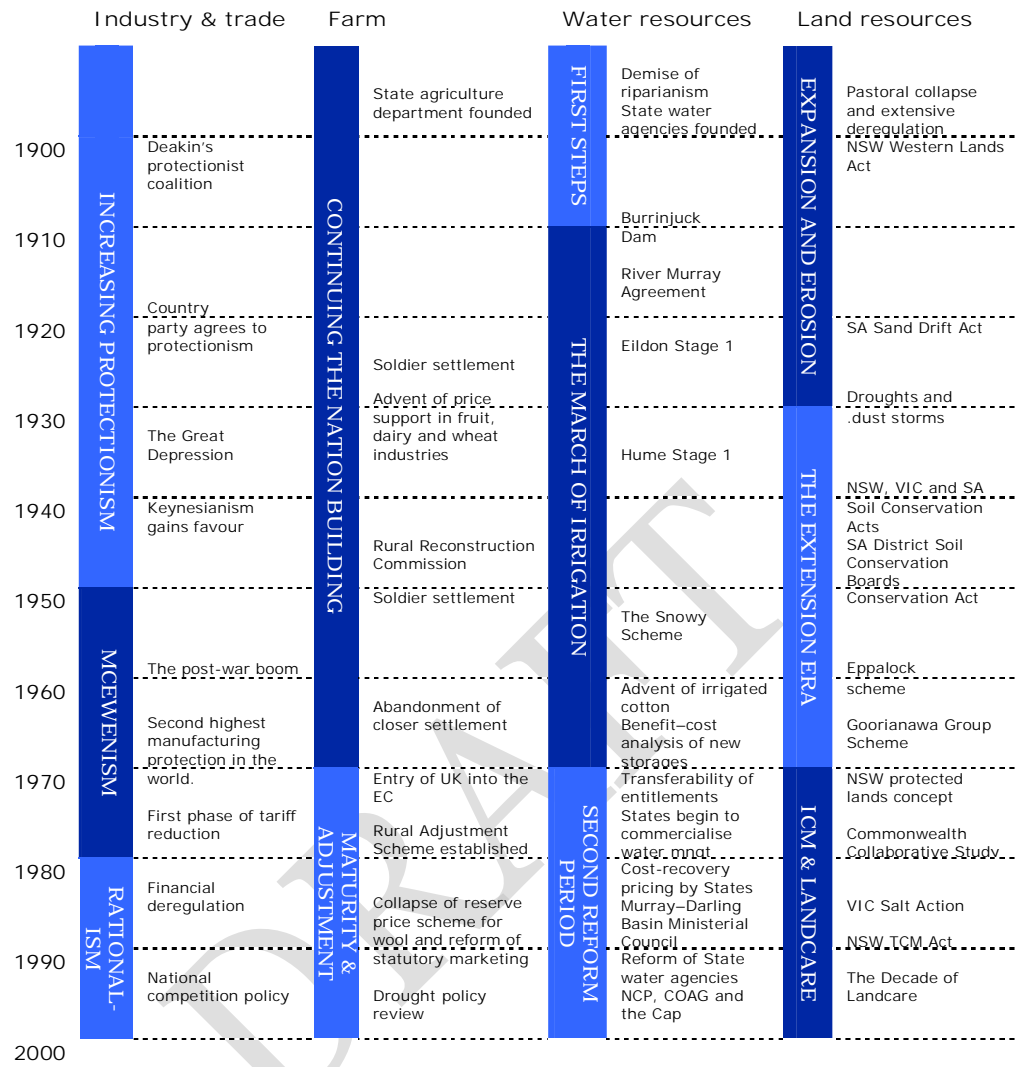 Industry & trade
Farm
Water resources
Land resources
1900
1910
1920
1930
1940
1950
1960
1970
1980
1990
2000
INCREASING PROTECTIONISM
MCEWENISM
RATIONAL-
ISM
Deakin's
protectionist
coalition
Country
party agrees to
protectionism
The Great
Depression
Keynesianism
gains favour
The post-war boom
Second highest
manufacturing
protection in the
world.
First phase of tariff
reduction
Financial
deregulation
National
competition policy
CONTINUING THE NATION BUILDING
MATURITY &
ADJUSTMENT
State agriculture
department founded
Soldier settlement
Advent of price
support in fruit,
dairy and wheat
industries
Rural Reconstruction
Commission
Soldier settlement
Abandonment of
closer settlement
Entry of UK into the
EC
Rural Adjustment
Scheme established
Collapse of reserve
price scheme for
wool and reform of
statutory marketing
Drought policy
review
FIRST STEPS
THE MARCH OF IRRIGATION
SECOND REFORM
PERIOD
Demise of
riparianism
State water
agencies founded
Burrinjuck
Dam
River Murray
Agreement
Eildon Stage 1
Hume Stage 1
The Snowy
Scheme
Advent of irrigated
cotton
Benefit–cost
analysis of new
storages
Transferability of
entitlements
States begin to
commercialise
water mngt
Cost-recovery
pricing by States
Murray–Darling
Basin Ministerial
Council
Reform of State
water agencies
NCP, COAG and
the Cap
EXPANSION AND EROSION
THE EXTENSION ERA
ICM & LANDCARE
Pastoral collapse
and extensive
deregulation
NSW Western Lands
Act
SA Sand Drift Act
Droughts and
.dust storms
NSW, VIC and SA
Soil Conservation
Acts
SA District Soil
Conservation
Boards
Conservation Act
Eppalock
scheme
Goorianawa Group
Scheme
NSW protected
lands concept
Commonwealth
Collaborative Study
VIC Salt Action
NSW TCM Act
The Decade of
Landcare
DRAFT